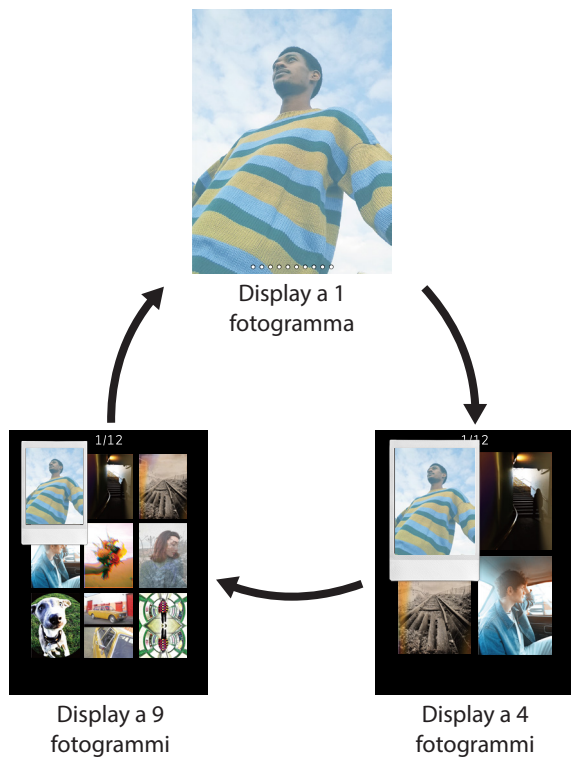 Display a 1
fotogramma
1/12
1/12
Display a 9
fotogrammi
Display a 4
fotogrammi